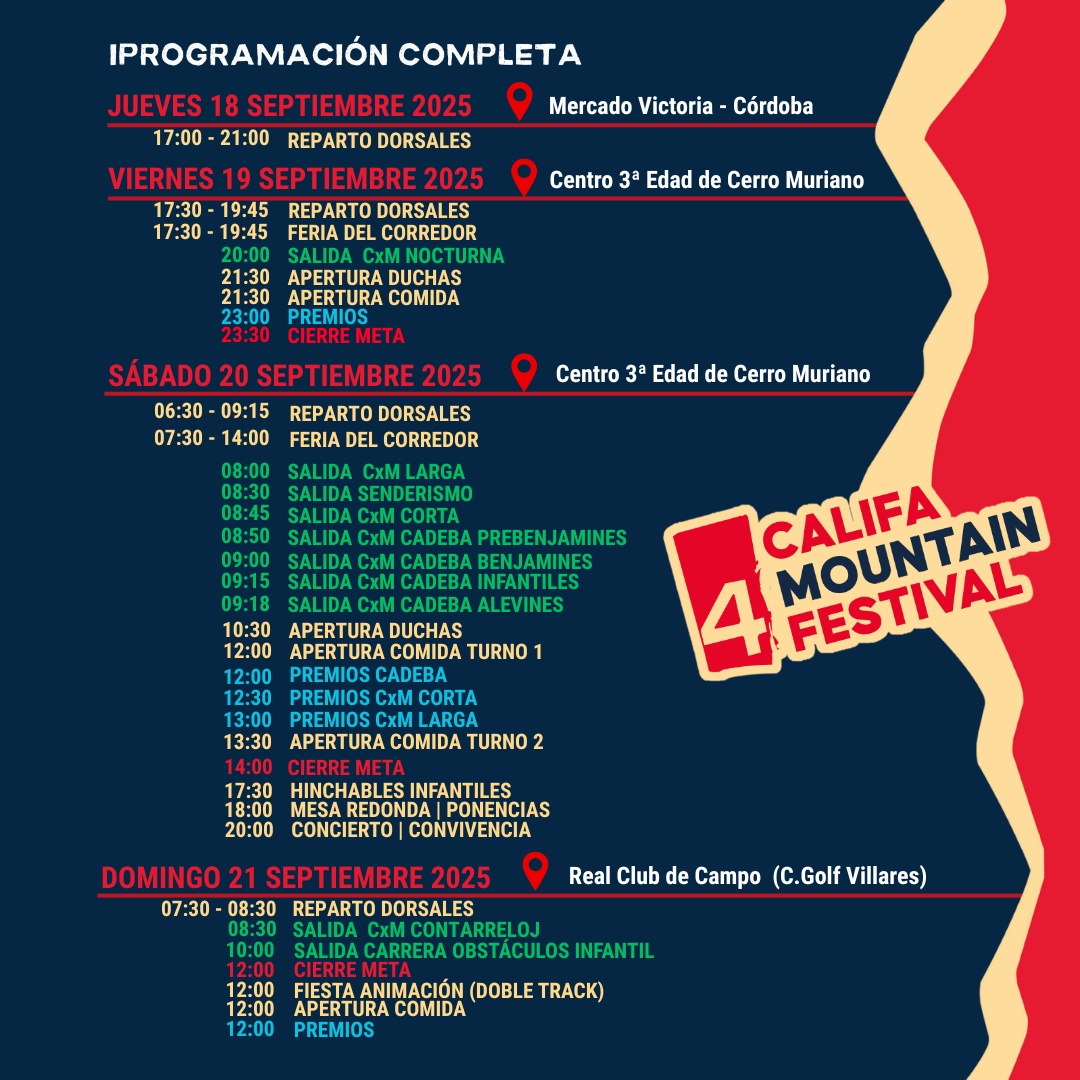 IPROGRAMACIÓN COMPLETA
JUEVES 18 SEPTIEMBRE 2025 Mercado Victoria - Córdoba
17:00 - 21:00 REPARTO DORSALES
VIERNES 19 SEPTIEMBRE 2025 Centro 3ª Edad de Cerro Muriano
17:30 - 19:45 REPARTO DORSALES
17:30 - 19:45 FERIA DEL CORREDOR
20:00 SALIDA CxM NOCTURNA
21:30 APERTURA DUCHAS
21:30 APERTURA COMIDA
23:00 PREMIOS
23:30 CIERRE META
SÁBADO 20 SEPTIEMBRE 2025 Centro 3ª Edad de Cerro Muriano
06:30 - 09:15 REPARTO DORSALES
07:30 - 14:00 FERIA DEL CORREDOR
08:00 SALIDA CxM LARGA
08:30 SALIDA SENDERISMO
08:45 SALIDA CxM CORTA
08:50 SALIDA CxM CADEBA PREBENJAMINES
09:00 SALIDA CxM CADEBA BENJAMINES
09:15 SALIDA CxM CADEBA INFANTILES
09:18 SALIDA CxM CADEBA ALEVINES
10:30 APERTURA DUCHAS
12:00 APERTURA COMIDA TURNO 1
12:00 PREMIOS CADEBA
12:30 PREMIOS CxM CORTA
13:00 PREMIOS CxM LARGA
13:30 APERTURA COMIDA TURNO 2
14:00 CIERRE META
17:30 HINCHABLES INFANTILES
18:00 MESA REDONDA | PONENCIAS
20:00 CONCIERTO | CONVIVENCIA
4 CALIFA
MOUNTAIN
FESTIVAL
DOMINGO 21 SEPTIEMBRE 2025 Real Club de Campo (C.Golf Villares)
07:30 - 08:30 REPARTO DORSALES
08:30 SALIDA CxM CONTARRELOJ
10:00 SALIDA CARRERA OBSTÁCULOS INFANTIL
12:00 CIERRE META
12:00 FIESTA ANIMACIÓN (DOBLE TRACK)
12:00 APERTURA COMIDA
12:00 PREMIOS